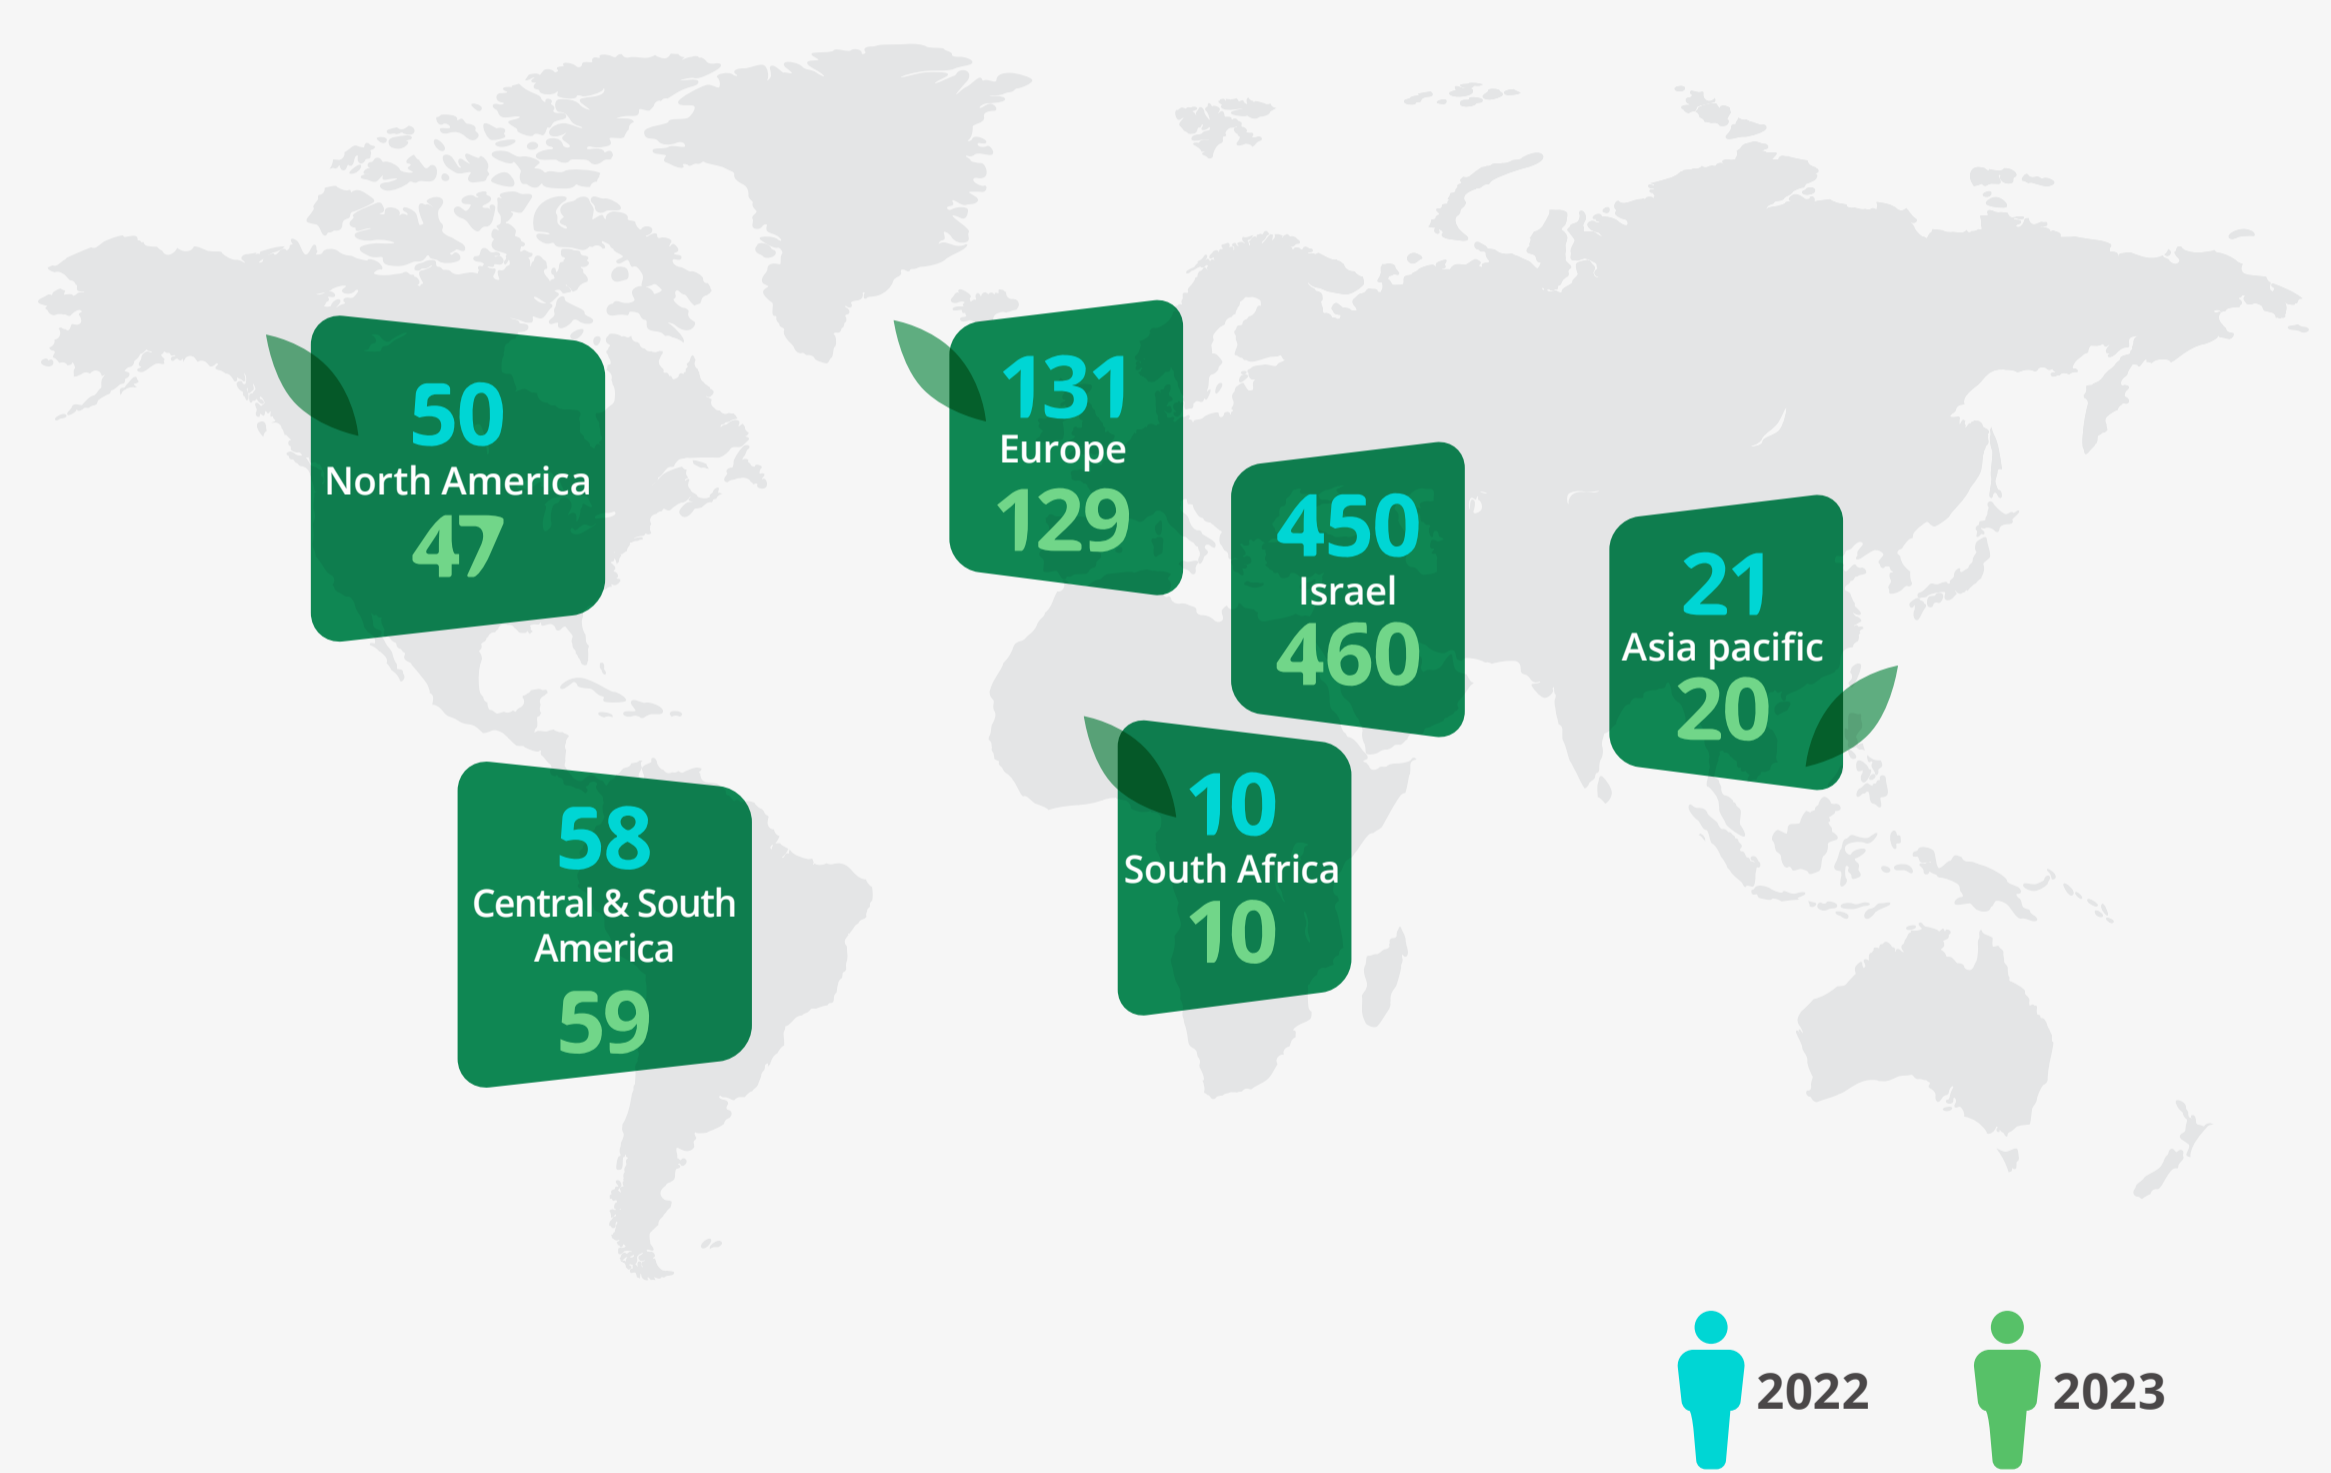 50
North America
47
131
Europe
129
450
Israel
460
21
Asia pacific
20
58
Central & South
America
59
10
South Africa
10
2022
2023